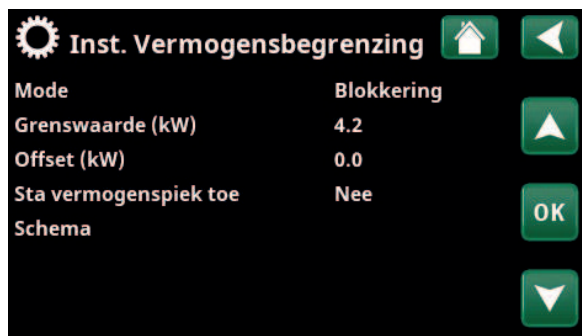 Inst. Vermogensbegrenzing
Mode Blokkering
Grenswaarde (kW) 4.2
Offset (kW) 0.0
Sta vermogenspiek toe Nee
Schema
OK